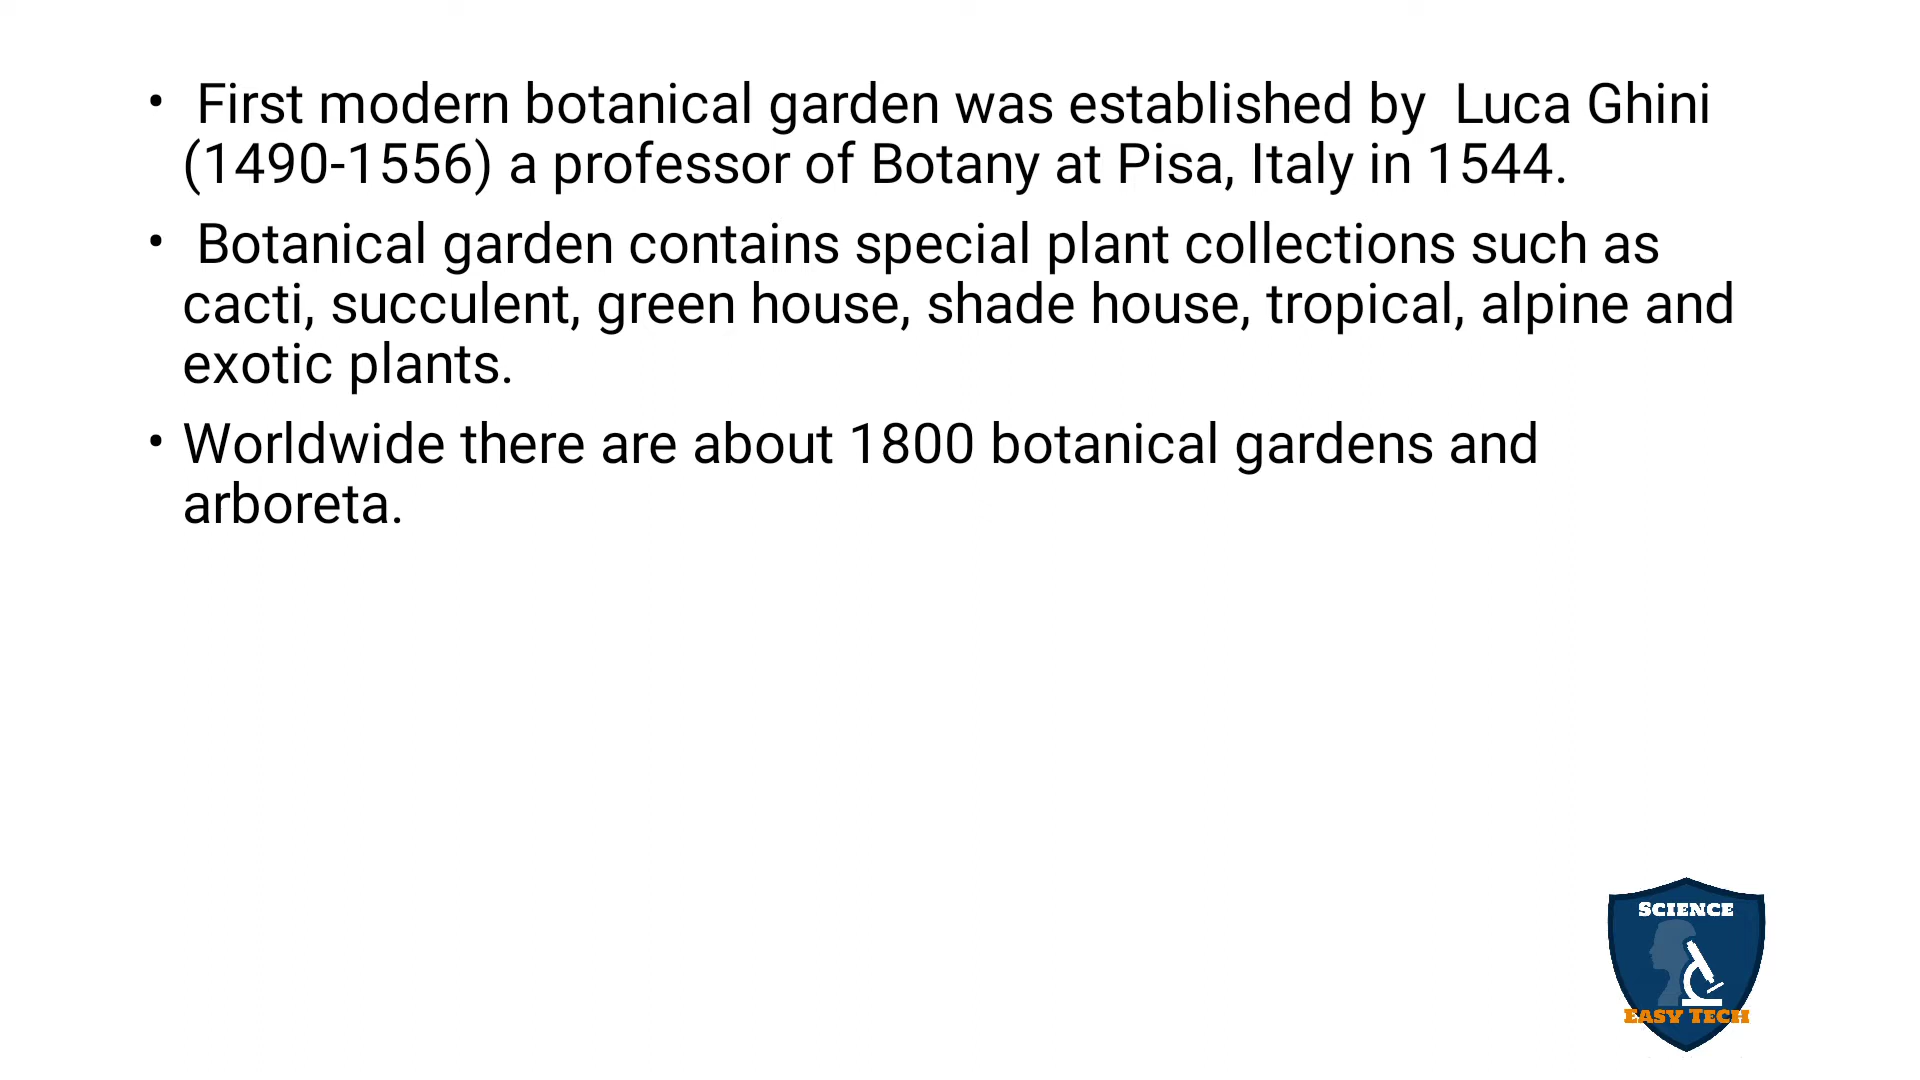 • First modern botanical garden was established by Luca Ghini
(1490-1556) a professor of Botany at Pisa, Italy in 1544.
• Botanical garden contains special plant collections such as
cacti, succulent, green house, shade house, tropical, alpine and
exotic plants.
• Worldwide there are about 1800 botanical gardens and
arboreta.
SCIENCE
EASY TECH